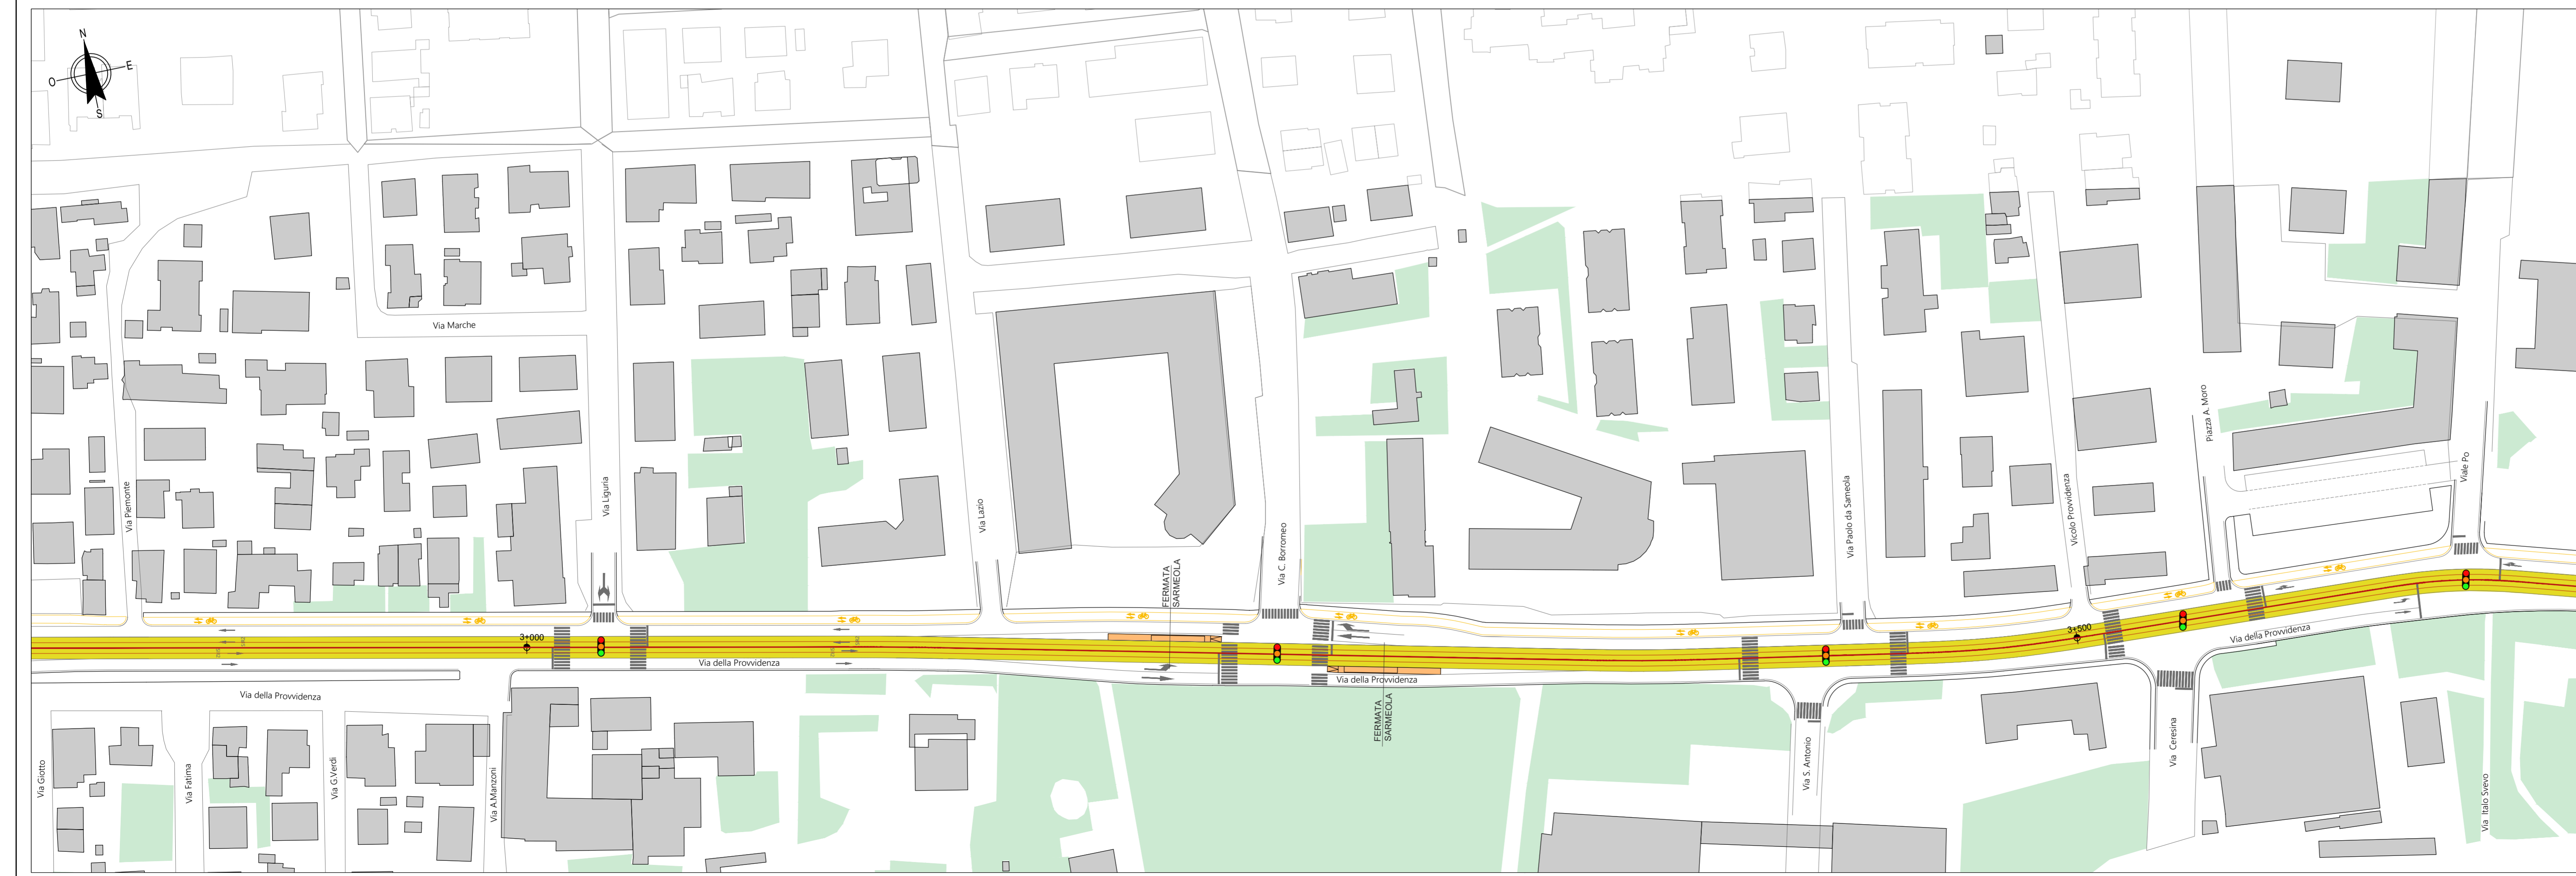 N
O
E
S
Via Marche
Via Piemonte
Via Liguria
Via Lazio
Via C. Borromeo
Via Paolo da Sameola
Vicolo Provvidenza
Piazza A. Moro
Viale Po
FERMATA
SARMEOLA
3+000
3+500
Via della Provvidenza
Via della Provvidenza
Via della Provvidenza
Via della Provvidenza
FERMATA
SARMEOLA
Via Giotto
Via Fatima
Via G.Verdi
Via A.Manzoni
Via S. Antonio
Via Ceresina
Via Italo Svevo